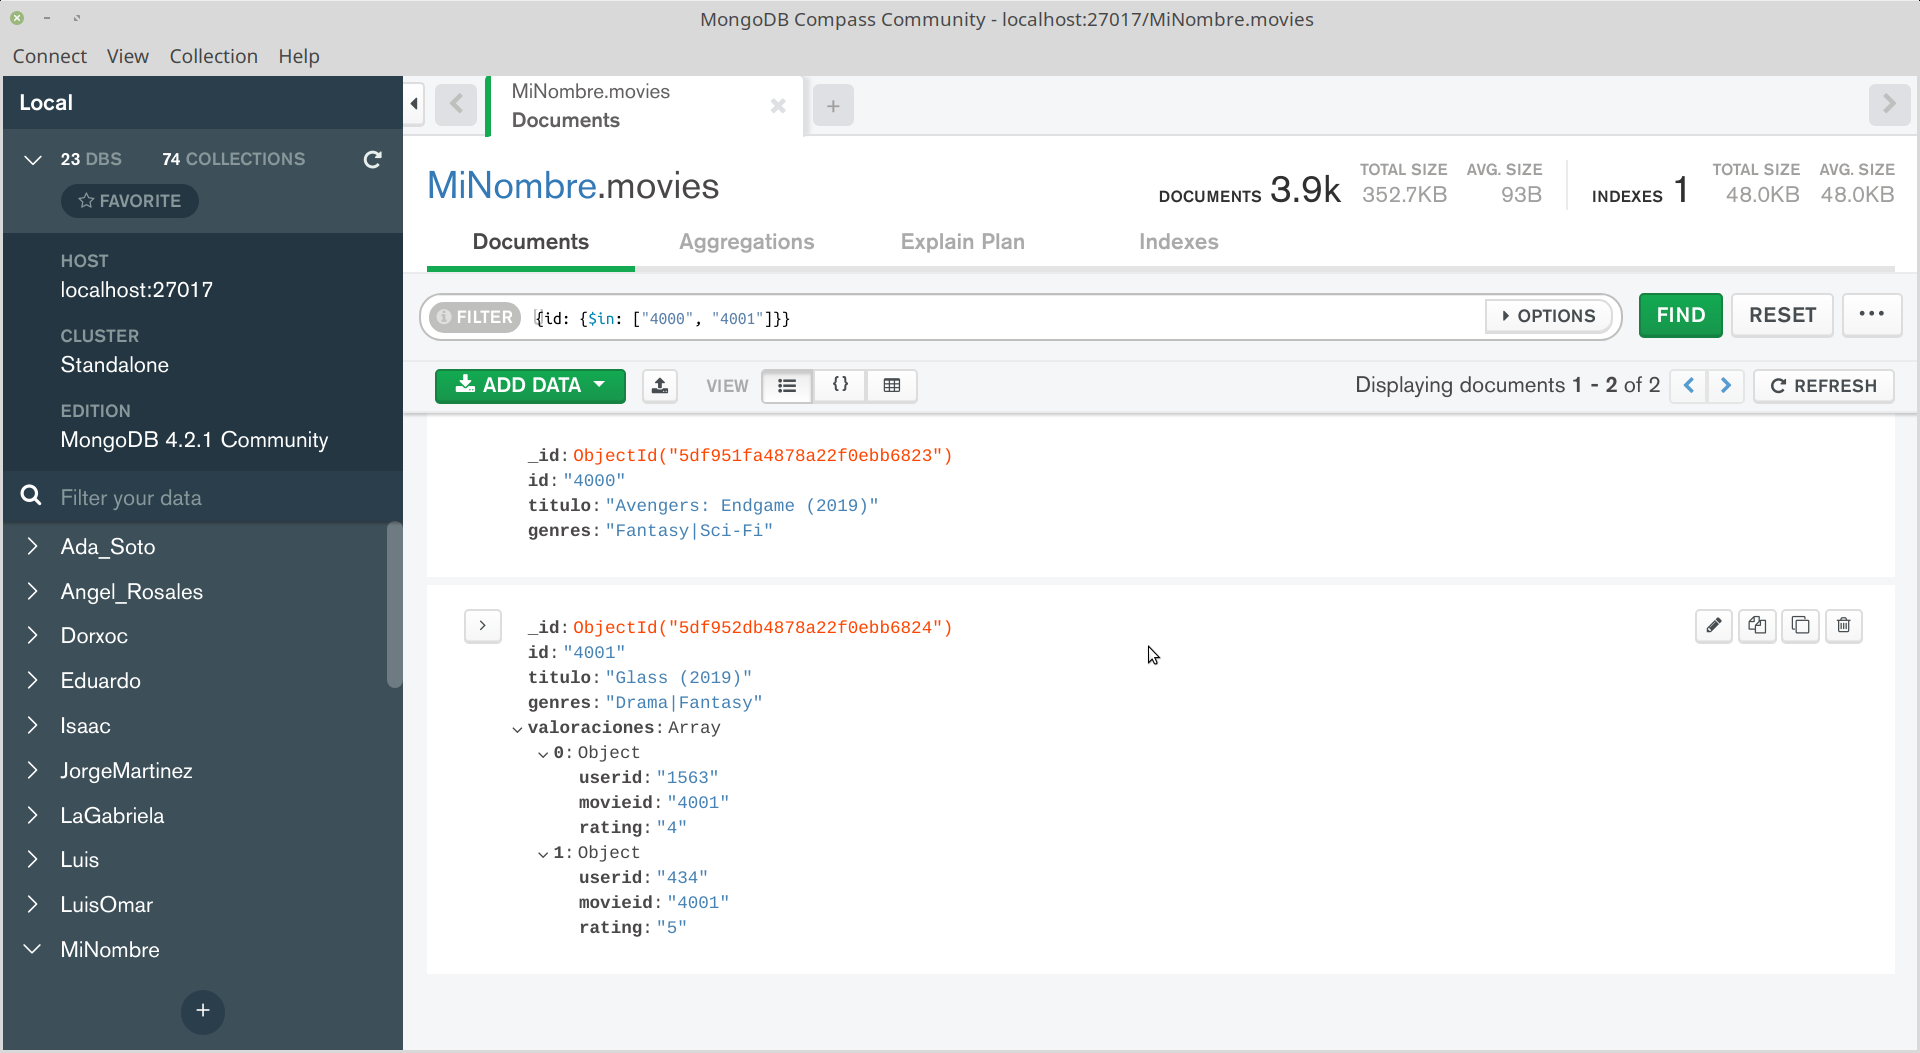 MongoDB Compass Community - localhost:27017/MiNombre.movies
Connect View Collection Help
Local
23 DBS 74 COLLECTIONS
FAVORITE
HOST
localhost:27017
CLUSTER
Standalone
EDITION
MongoDB 4.2.1 Community
Filter your data
Ada_Soto
Angel_Rosales
Dorxoc
Eduardo
Isaac
JorgeMartinez
LaGabriela
Luis
LuisOmar
MiNombre
+
MiNombre.movies
Documents
+
MiNombre.movies
DOCUMENTS 3.9k TOTAL SIZE 352.7KB AVG. SIZE 93B
INDEXES 1 TOTAL SIZE 48.0KB AVG. SIZE 48.0KB
Documents Aggregations Explain Plan Indexes
FILTER {id: {$in: ["4000", "4001"]}} OPTIONS FIND RESET ...
ADD DATA VIEW {} Displaying documents 1 - 2 of 2 REFRESH
_id: ObjectId("5df951fa4878a22f0ebb6823")
id: "4000"
titulo: "Avengers: Endgame (2019)"
genres: "Fantasy|Sci-Fi"
_id: ObjectId("5df952db4878a22f0ebb6824")
id: "4001"
titulo: "Glass (2019)"
genres: "Drama|Fantasy"
valoraciones: Array
0: Object
userid: "1563"
movieid: "4001"
rating: "4"
1: Object
userid: "434"
movieid: "4001"
rating: "5"